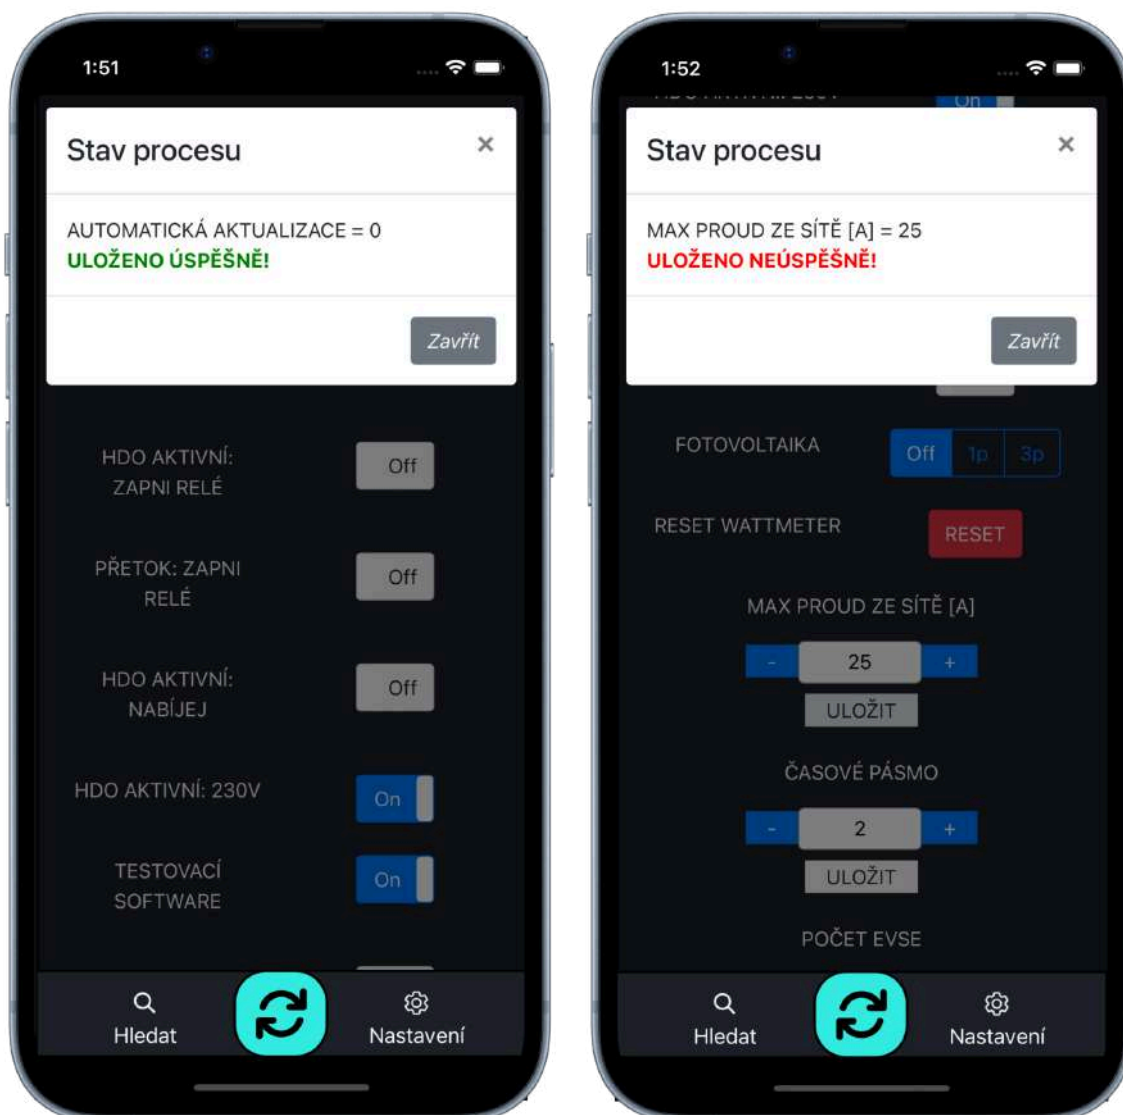 1:51
Stav procesu
×
AUTOMATICKÁ AKTUALIZACE = 0
ULOŽENO ÚSPĚŠNĚ!
Zavřít
HDO AKTIVNÍ:
ZAPNI RELÉ
Off
PŘETOK: ZAPNI
RELÉ
Off
HDO AKTIVNÍ:
NABÍJEJ
Off
HDO AKTIVNÍ: 230V
On
TESTOVACÍ
SOFTWARE
On
Hledat
Nastavení
1:52
HDO AKTIVNÍ: 230V
On
Stav procesu
×
MAX PROUD ZE SÍTĚ [A] = 25
ULOŽENO NEÚSPĚŠNĚ!
Zavřít
FOTOVOLTAIKA
Off 1p 3p
RESET WATTMETER
RESET
MAX PROUD ZE SÍTĚ [A]
- 25 +
ULOŽIT
ČASOVÉ PÁSMO
- 2 +
ULOŽIT
POČET EVSE
Hledat
Nastavení